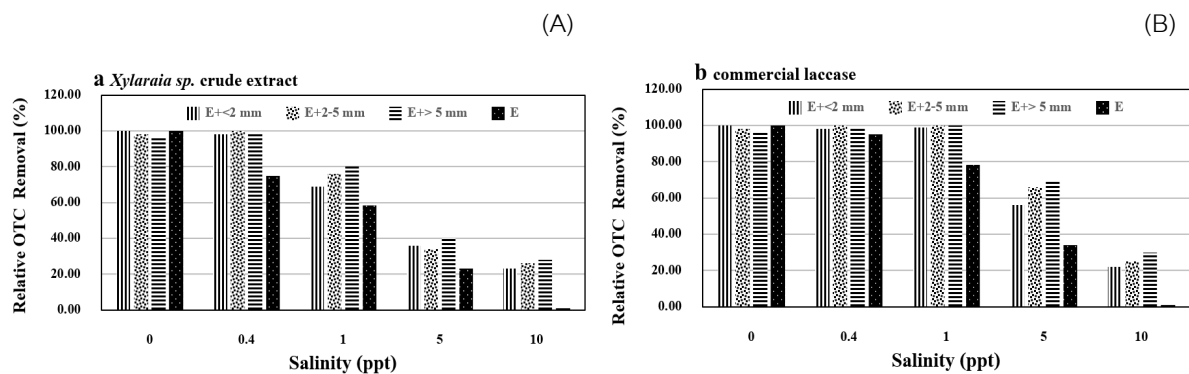 (A)
a Xylaraia sp. crude extract
120.00
100.00
80.00
60.00
40.00
20.00
0.00
Relative OTC Removal (%)
E+<2 mm E+2-5 mm E+> 5 mm E
0 0.4 1 5 10
Salinity (ppt)
(B)
b commercial laccase
120.00
100.00
80.00
60.00
40.00
20.00
0.00
Relative OTC Removal (%)
E+<2 mm E+2-5 mm E+> 5 mm E
0 0.4 1 5 10
Salinity (ppt)